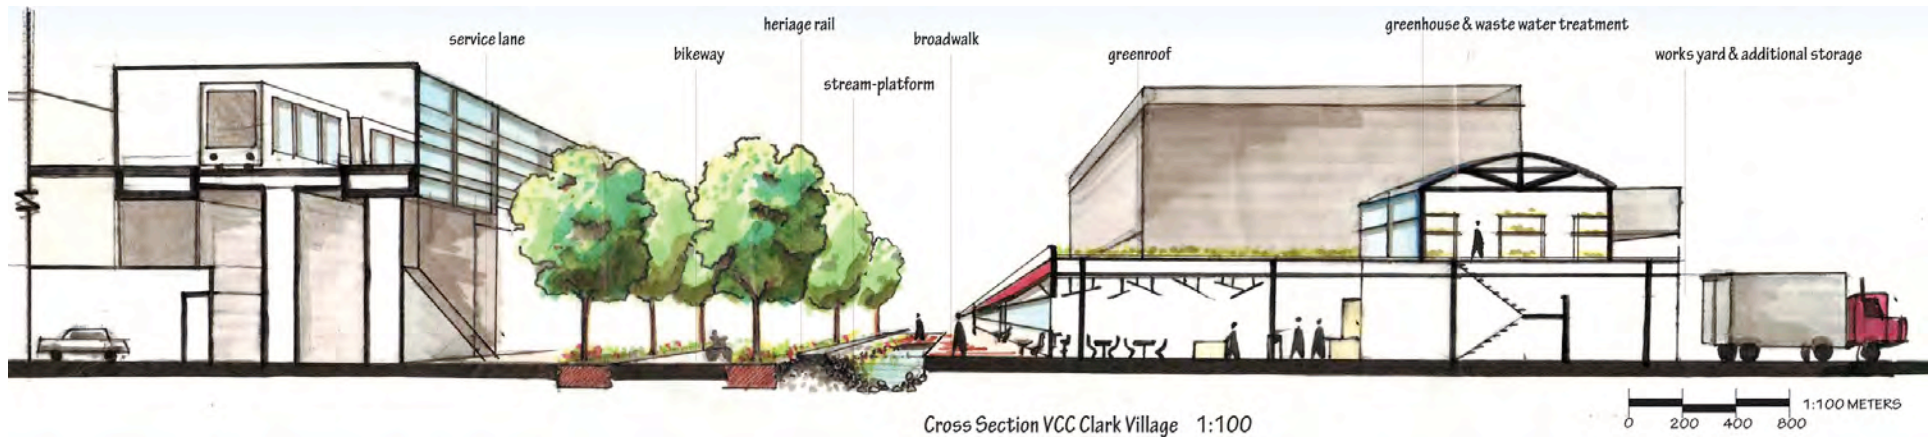 heriage rail
greenhouse & waste water treatment
service lane
broadwalk
bikeway
greenroof
works yard & additional storage
stream-platform
1:100 METERS
0 200 400 800
Cross Section VCC Clark Village 1:100